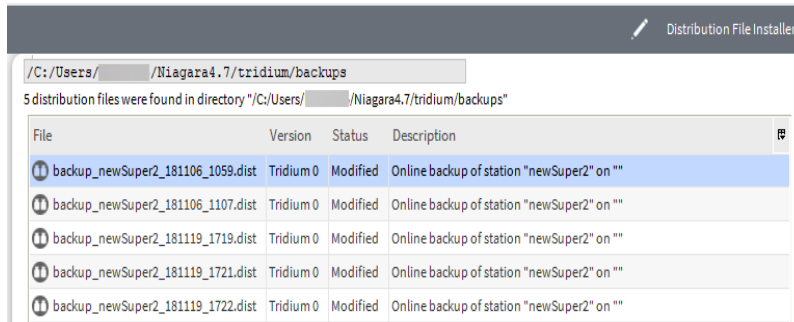 Distribution File Installer
/C:/Users/ /Niagara4.7/tridium/backups
5 distribution files were found in directory "/C:/Users/ /Niagara4.7/tridium/backups"
File Version Status Description
backup_newSuper2_181106_1059.dist Tridium 0 Modified Online backup of station "newSuper2" on ""
backup_newSuper2_181106_1107.dist Tridium 0 Modified Online backup of station "newSuper2" on ""
backup_newSuper2_181119_1719.dist Tridium 0 Modified Online backup of station "newSuper2" on ""
backup_newSuper2_181119_1721.dist Tridium 0 Modified Online backup of station "newSuper2" on ""
backup_newSuper2_181119_1722.dist Tridium 0 Modified Online backup of station "newSuper2" on ""